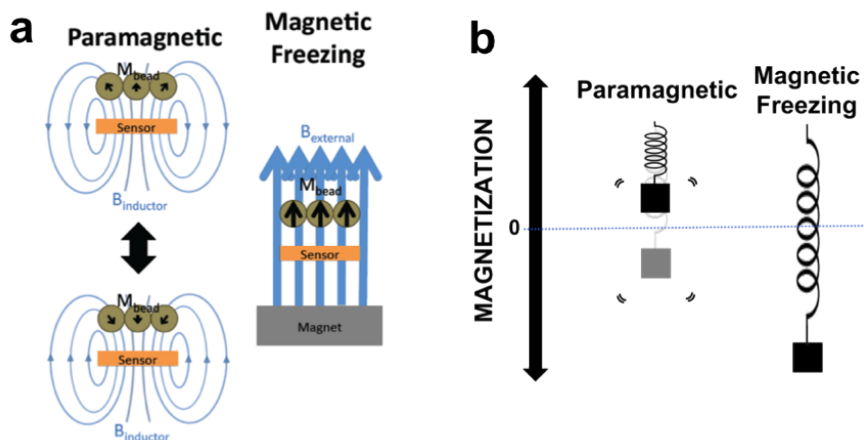 a
Paramagnetic
M bead
Sensor
B inductor
M bead
Sensor
B inductor
Magnetic
Freezing
B external
M bead
Sensor
Magnet
b
MAGNETIZATION
0
Paramagnetic
Magnetic
Freezing